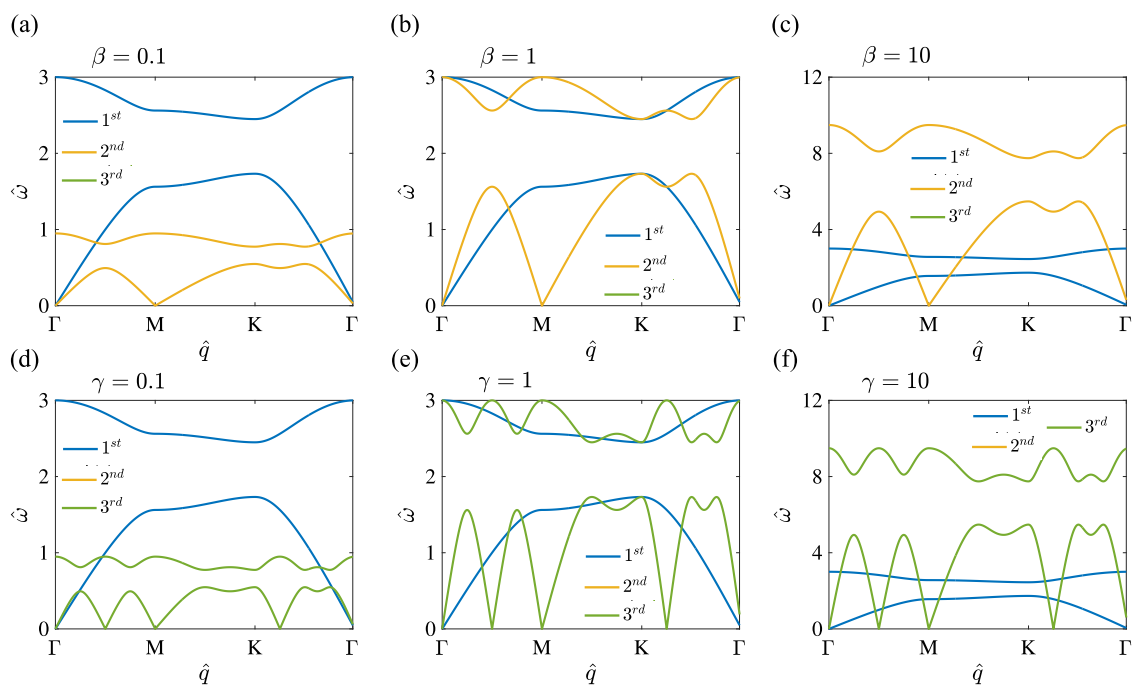 (a)
β = 0.1
3
2
1
0
ω̂
1st
2nd
3rd
Γ
M
K
Γ
q̂
(b)
β = 1
3
2
1
0
ω̂
1st
2nd
3rd
Γ
M
K
Γ
q̂
(c)
β = 10
12
8
4
0
ω̂
1st
2nd
3rd
Γ
M
K
Γ
q̂
(d)
γ = 0.1
3
2
1
0
ω̂
1st
2nd
3rd
Γ
M
K
Γ
q̂
(e)
γ = 1
3
2
1
0
ω̂
1st
2nd
3rd
Γ
M
K
Γ
q̂
(f)
γ = 10
12
8
4
0
ω̂
1st
2nd
3rd
Γ
M
K
Γ
q̂